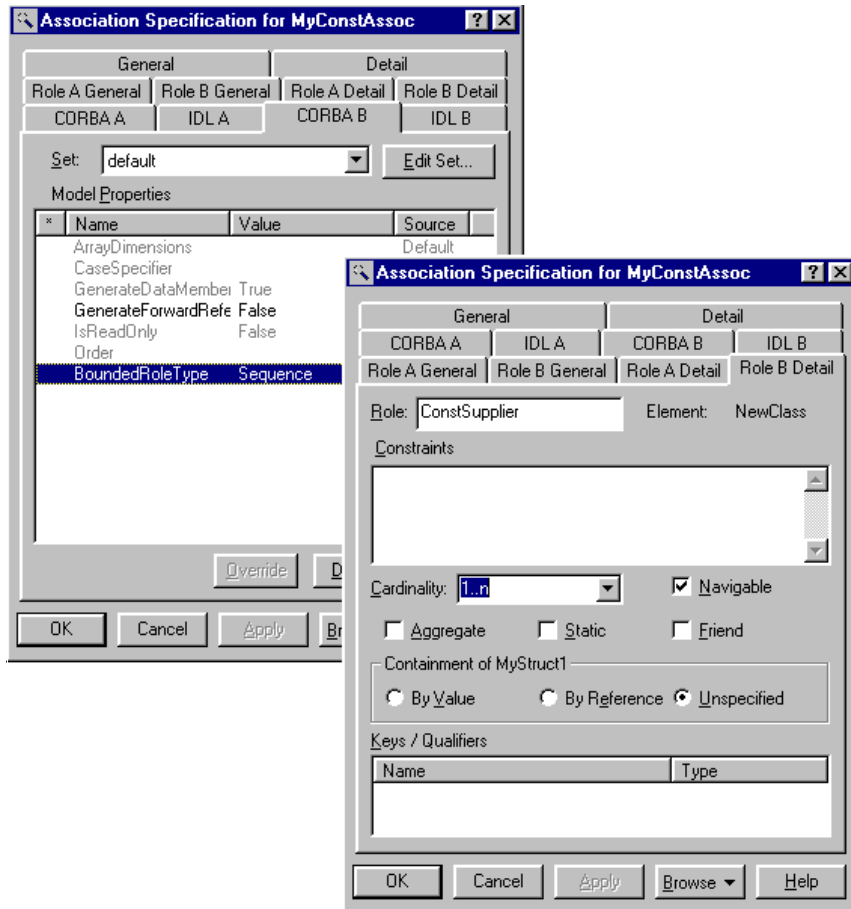 Association Specification for MyConstAssoc
General Detail
Role A General Role B General Role A Detail Role B Detail
CORBA A IDL A CORBA B IDL B
Set: default Edit Set...
Model Properties
* Name Value Source
ArrayDimensions Default
CaseSpecifier
GenerateDataMember True
GenerateForwardRefe False
IsReadOnly False
Order
BoundedRoleType Sequence
Override D
OK Cancel Apply Br
Association Specification for MyConstAssoc
General Detail
CORBA A IDL A CORBA B IDL B
Role A General Role B General Role A Detail Role B Detail
Role: ConstSupplier Element: NewClass
Constraints
Cardinality: 1..n Navigable
Aggregate Static Friend
Containment of MyStruct1
By Value By Reference Unspecified
Keys / Qualifiers
Name Type
OK Cancel Apply Browse Help